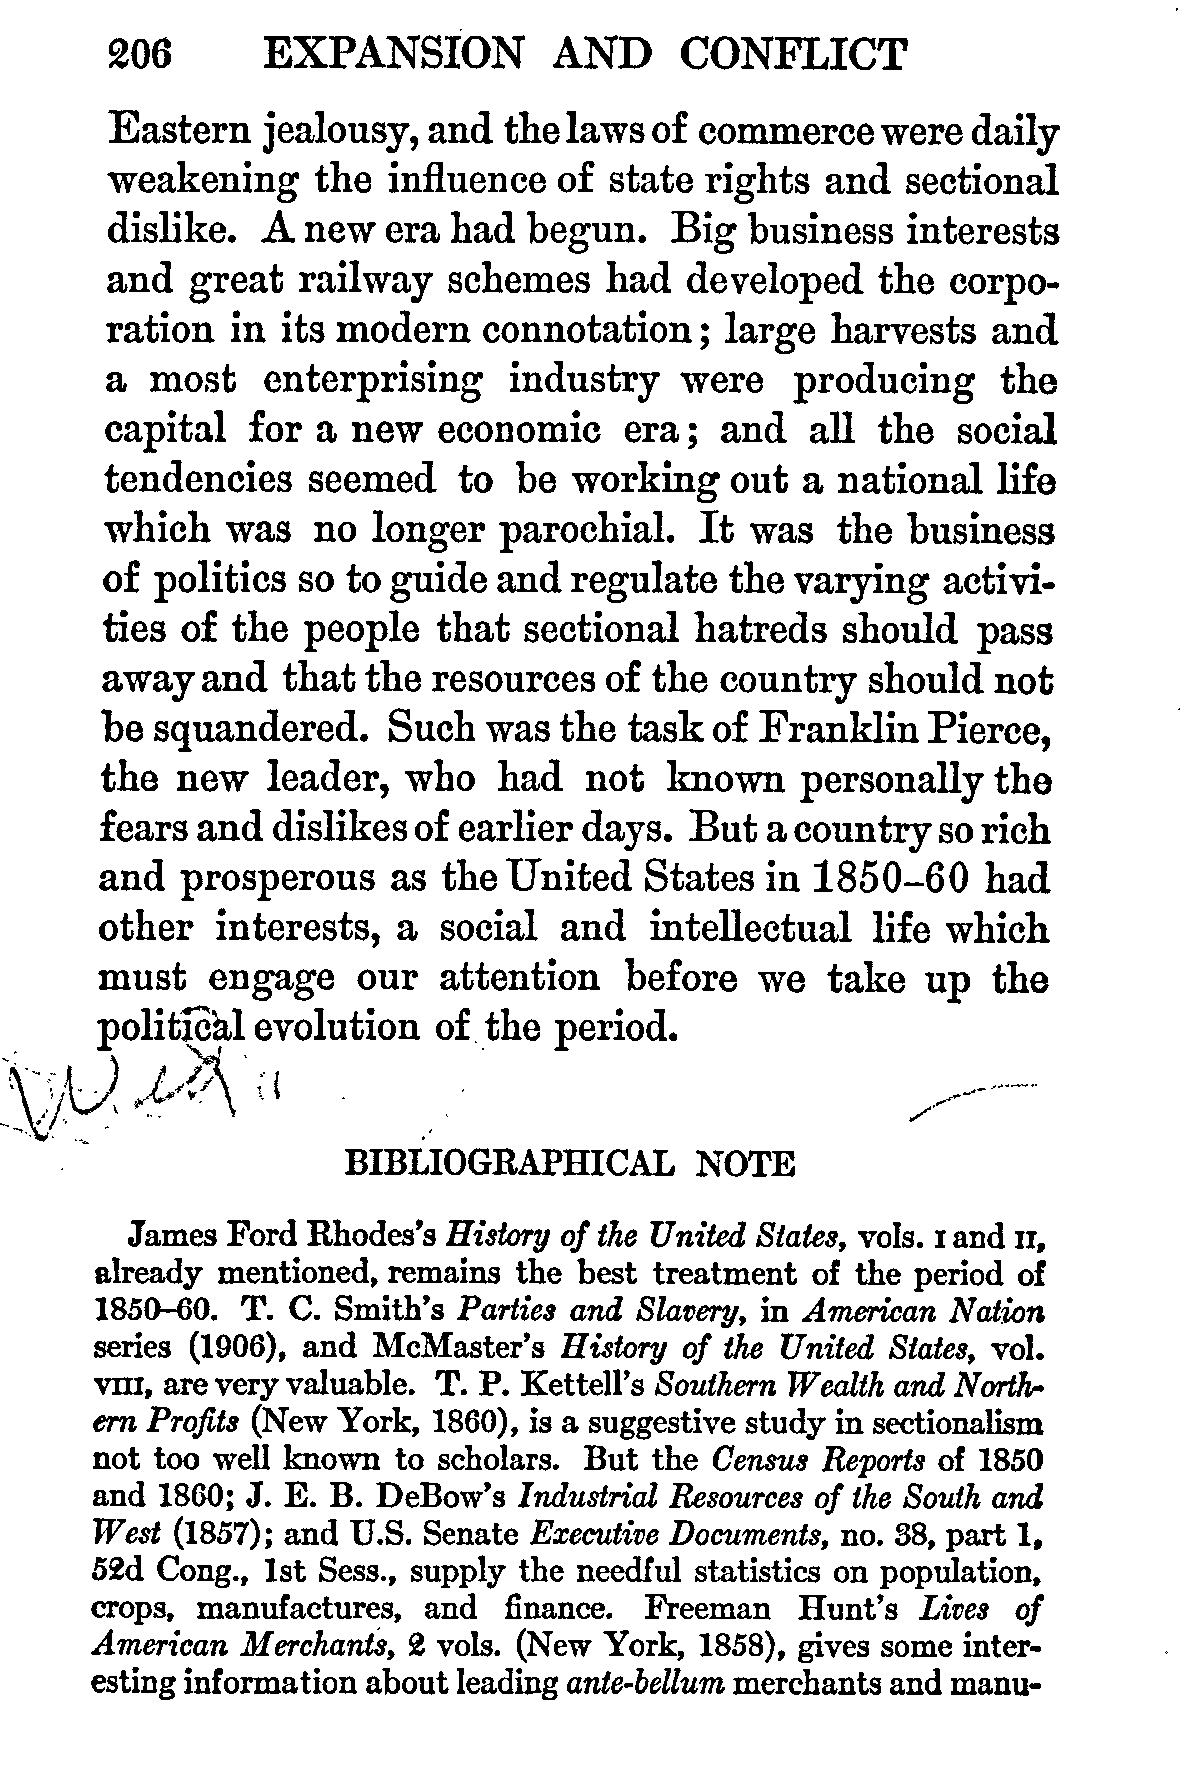 206 EXPANSION AND CONFLICT
Eastern jealousy, and the laws of commerce were daily
weakening the influence of state rights and sectional
dislike. A new era had begun. Big business interests
and great railway schemes had developed the corpo-
ration in its modern connotation; large harvests and
a most enterprising industry were producing the
capital for a new economic era; and all the social
tendencies seemed to be working out a national life
which was no longer parochial. It was the business
of politics so to guide and regulate the varying activi-
ties of the people that sectional hatreds should pass
away and that the resources of the country should not
be squandered. Such was the task of Franklin Pierce,
the new leader, who had not known personally the
fears and dislikes of earlier days. But a country so rich
and prosperous as the United States in 1850–60 had
other interests, a social and intellectual life which
must engage our attention before we take up the
political evolution of the period.
BIBLIOGRAPHICAL NOTE
James Ford Rhodes's History of the United States, vols. I and II,
already mentioned, remains the best treatment of the period of
1850–60. T. C. Smith's Parties and Slavery, in American Nation
series (1906), and McMaster's History of the United States, vol.
VIII, are very valuable. T. P. Kettell's Southern Wealth and North-
ern Profits (New York, 1860), is a suggestive study in sectionalism
not too well known to scholars. But the Census Reports of 1850
and 1860; J. E. B. DeBow's Industrial Resources of the South and
West (1857); and U.S. Senate Executive Documents, no. 38, part 1,
52d Cong., 1st Sess., supply the needful statistics on population,
crops, manufactures, and finance. Freeman Hunt's Lives of
American Merchants, 2 vols. (New York, 1858), gives some inter-
esting information about leading ante-bellum merchants and manu-